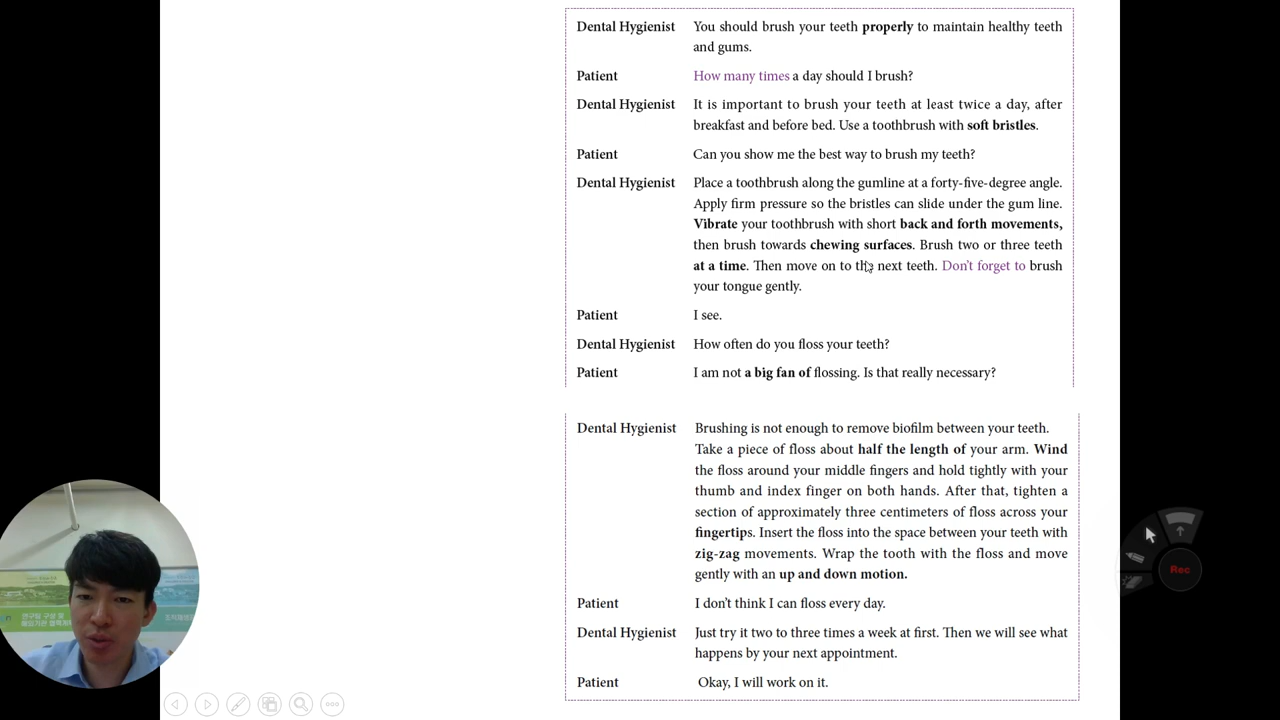 Dental Hygienist You should brush your teeth properly to maintain healthy teeth
and gums.
Patient How many times a day should I brush?
Dental Hygienist It is important to brush your teeth at least twice a day, after
breakfast and before bed. Use a toothbrush with soft bristles.
Patient Can you show me the best way to brush my teeth?
Dental Hygienist Place a toothbrush along the gumline at a forty-five-degree angle.
Apply firm pressure so the bristles can slide under the gum line.
Vibrate your toothbrush with short back and forth movements,
then brush towards chewing surfaces. Brush two or three teeth
at a time. Then move on to the next teeth. Don't forget to brush
your tongue gently.
Patient I see.
Dental Hygienist How often do you floss your teeth?
Patient I am not a big fan of flossing. Is that really necessary?
Dental Hygienist Brushing is not enough to remove biofilm between your teeth.
Take a piece of floss about half the length of your arm. Wind
the floss around your middle fingers and hold tightly with your
thumb and index finger on both hands. After that, tighten a
section of approximately three centimeters of floss across your
fingertips. Insert the floss into the space between your teeth with
zig-zag movements. Wrap the tooth with the floss and move
gently with an up and down motion.
Patient I don't think I can floss every day.
Dental Hygienist Just try it two to three times a week at first. Then we will see what
happens by your next appointment.
Patient Okay, I will work on it.
Rec